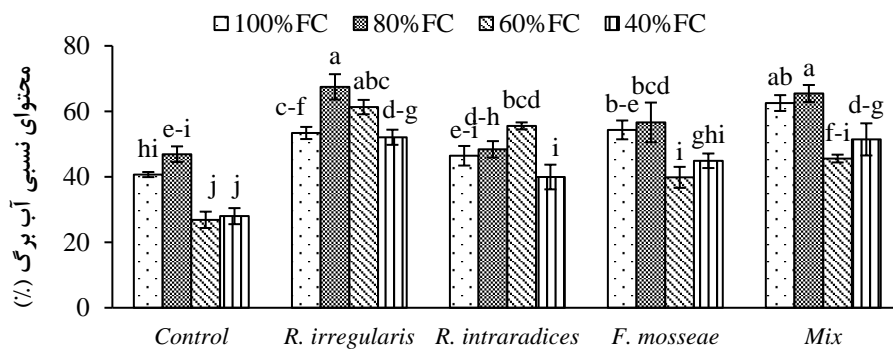 100%FC 80%FC 60%FC 40%FC
محتوای نسبی آب برگ (٪)
80
60
40
20
0
hi e-i j j
c-f a abc d-g
e-i d-h bcd i
b-e bcd i ghi
ab a f-i d-g
Control R. irregularis R. intraradices F. mosseae Mix